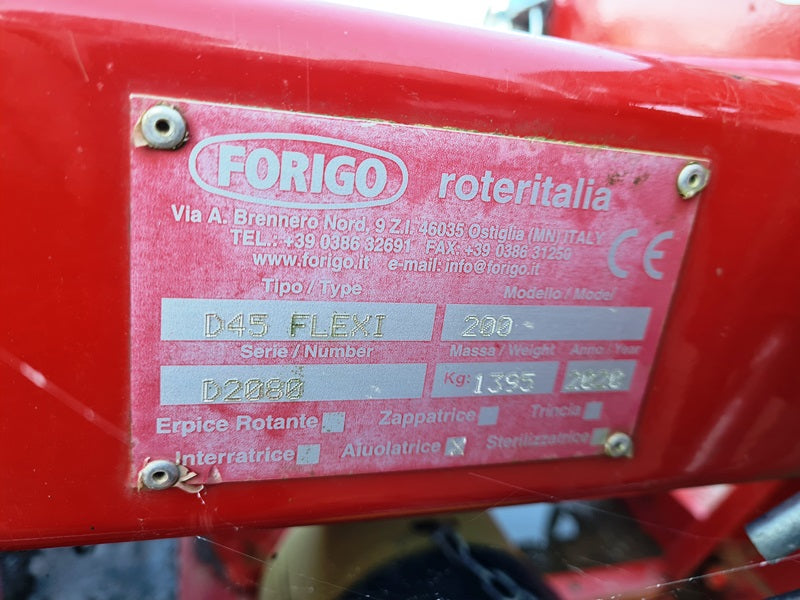 FORIGO roteritalia
Via A. Brennero Nord, 9 Z.I. 46035 Ostiglia (MN) ITALY
TEL.: +39 0386 32691 FAX: +39 0386 31250
www.forigo.it e-mail: info@forigo.it
CE
Tipo / Type Modello / Model
D45 FLEXI 200
Serie / Number Massa / Weight Anno / Year
D2080 Kg: 1395 2020
Erpice Rotante Zappatrice Trincia
Interratrice Aiuolatrice Sterilizzatrice